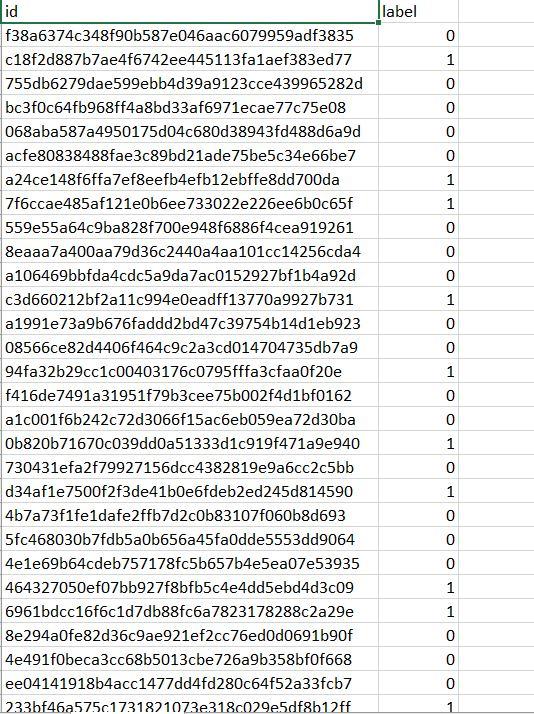 id label
f38a6374c348f90b587e046aac6079959adf3835 0
c18f2d887b7ae4f6742ee445113fa1aef383ed77 1
755db6279dae599ebb4d39a9123cce439965282d 0
bc3f0c64fb968ff4a8bd33af6971ecae77c75e08 0
068aba587a4950175d04c680d38943fd488d6a9d 0
acfe80838488fae3c89bd21ade75be5c34e66be7 0
a24ce148f6ffa7ef8eefb4efb12ebffe8dd700da 1
7f6ccae485af121e0b6ee733022e226ee6b0c65f 1
559e55a64c9ba828f700e948f6886f4cea919261 0
8eaaa7a400aa79d36c2440a4aa101cc14256cda4 0
a106469bbfda4cdc5a9da7ac0152927bf1b4a92d 0
c3d660212bf2a11c994e0eadff13770a9927b731 1
a1991e73a9b676faddd2bd47c39754b14d1eb923 0
08566ce82d4406f464c9c2a3cd014704735db7a9 0
94fa32b29cc1c00403176c0795fffa3cfaa0f20e 1
f416de7491a31951f79b3cee75b002f4d1bf0162 0
a1c001f6b242c72d3066f15ac6eb059ea72d30ba 0
0b820b71670c039dd0a51333d1c919f471a9e940 1
730431efa2f79927156dcc4382819e9a6cc2c5bb 0
d34af1e7500f2f3de41b0e6fdeb2ed245d814590 1
4b7a73f1fe1dafe2ffb7d2c0b83107f060b8d693 0
5fc468030b7fdb5a0b656a45fa0dde5553dd9064 0
4e1e69b64cdeb757178fc5b657b4e5ea07e53935 0
464327050ef07bb927f8bfb5c4e4dd5ebd4d3c09 1
6961bdcc16f6c1d7db88fc6a7823178288c2a29e 1
8e294a0fe82d36c9ae921ef2cc76ed0d0691b90f 0
4e491f0beca3cc68b5013cbe726a9b358bf0f668 0
ee04141918b4acc1477dd4fd280c64f52a33fcb7 0
233bf46a575c1731821073e318c029e5df8b12ff 1